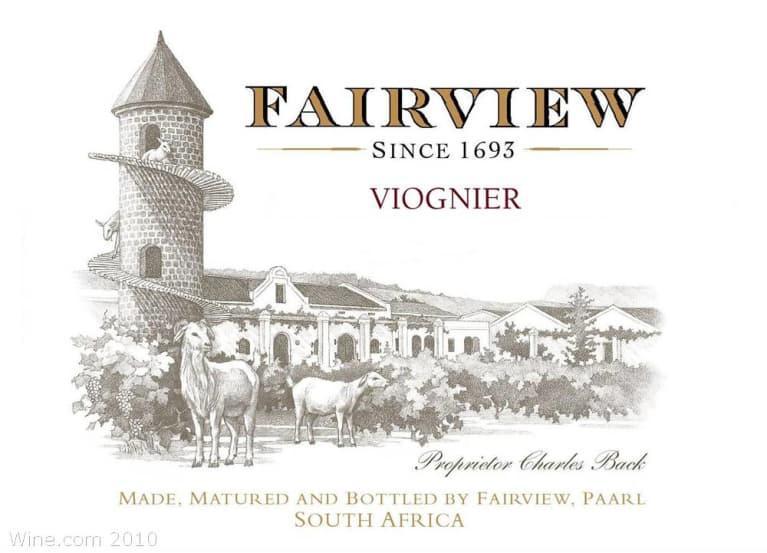 FAIRVIEW
SINCE 1693
VIOGNIER
Proprietor Charles Back
MADE, MATURED AND BOTTLED BY FAIRVIEW, PAARL
SOUTH AFRICA
Wine.com 2010